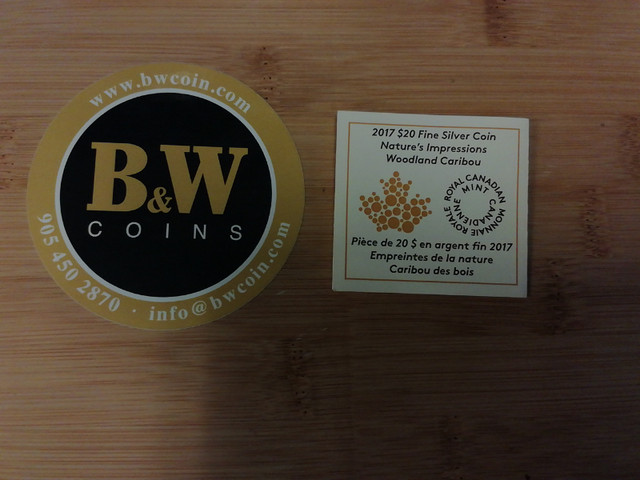 www.bwcoin.com
B&W
COINS
905 450 2870 · info@bwcoin.com
2017 $20 Fine Silver Coin
Nature's Impressions
Woodland Caribou
ROYAL CANADIAN MINT
MONNAIE ROYALE CANADIENNE
Pièce de 20 $ en argent fin 2017
Empreintes de la nature
Caribou des bois